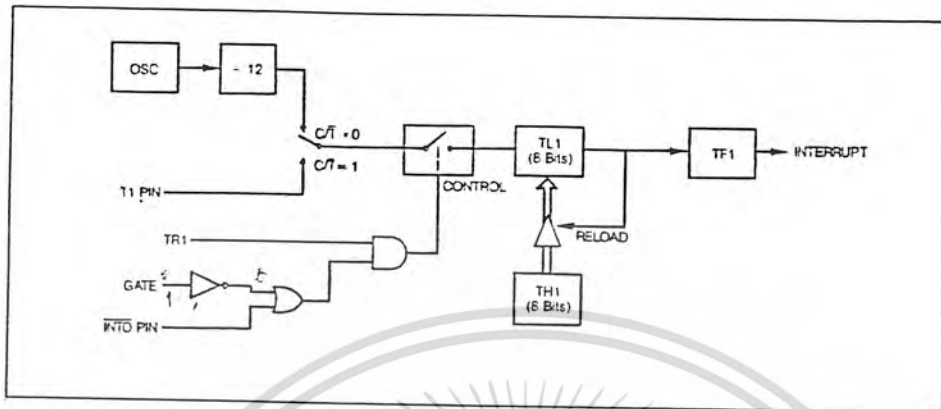 OSC
÷ 12
C/T̅ = 0
C/T̅ = 1
T1 PIN
CONTROL
TL1
(8 Bits)
TF1
INTERRUPT
RELOAD
TH1
(8 Bits)
TR1
GATE
I̅N̅T̅0̅ PIN